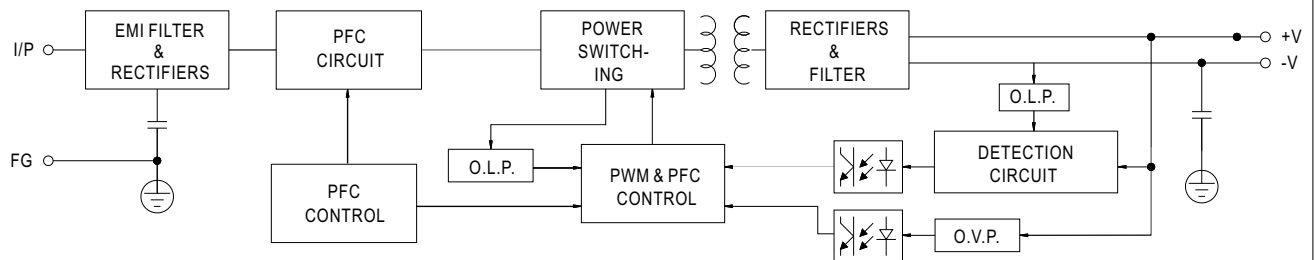 I/P
EMI FILTER
&
RECTIFIERS
PFC
CIRCUIT
POWER
SWITCH-
ING
RECTIFIERS
&
FILTER
+V
-V
O.L.P.
FG
O.L.P.
PFC
CONTROL
PWM & PFC
CONTROL
DETECTION
CIRCUIT
O.V.P.